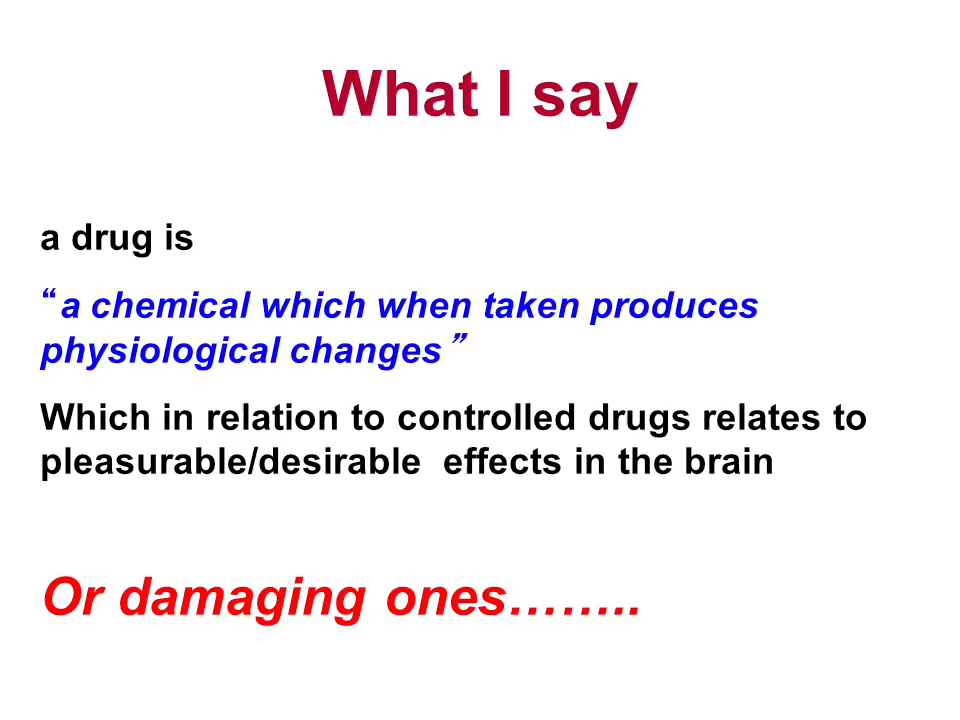 What I say
a drug is
“a chemical which when taken produces
physiological changes”
Which in relation to controlled drugs relates to
pleasurable/desirable  effects in the brain
Or damaging ones……..